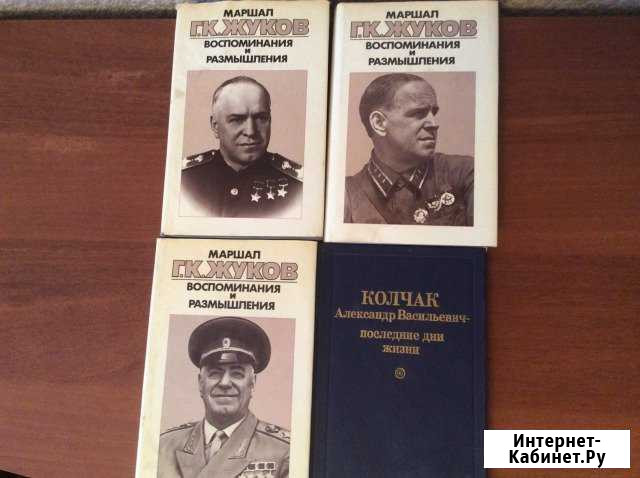 МАРШАЛ
Г.К. ЖУКОВ
ВОСПОМИНАНИЯ
И
РАЗМЫШЛЕНИЯ
МАРШАЛ
Г.К. ЖУКОВ
ВОСПОМИНАНИЯ
И
РАЗМЫШЛЕНИЯ
МАРШАЛ
Г.К. ЖУКОВ
ВОСПОМИНАНИЯ
И
РАЗМЫШЛЕНИЯ
КОЛЧАК
Александр Васильевич-
последние дни
жизни
Интернет-
Кабинет.Ру